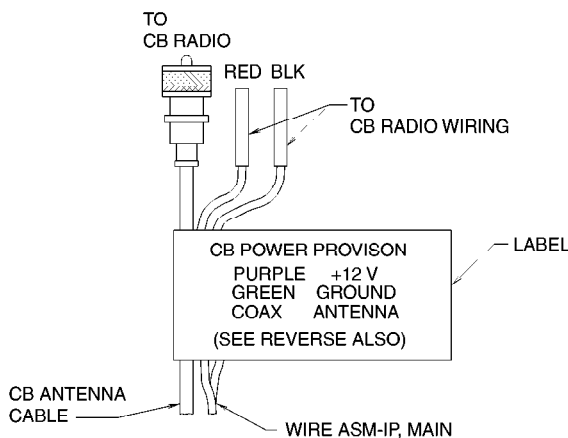 TO
CB RADIO
RED BLK
TO
CB RADIO WIRING
CB POWER PROVISON
PURPLE +12 V
GREEN GROUND
COAX ANTENNA
(SEE REVERSE ALSO)
LABEL
CB ANTENNA
CABLE
WIRE ASM-IP, MAIN